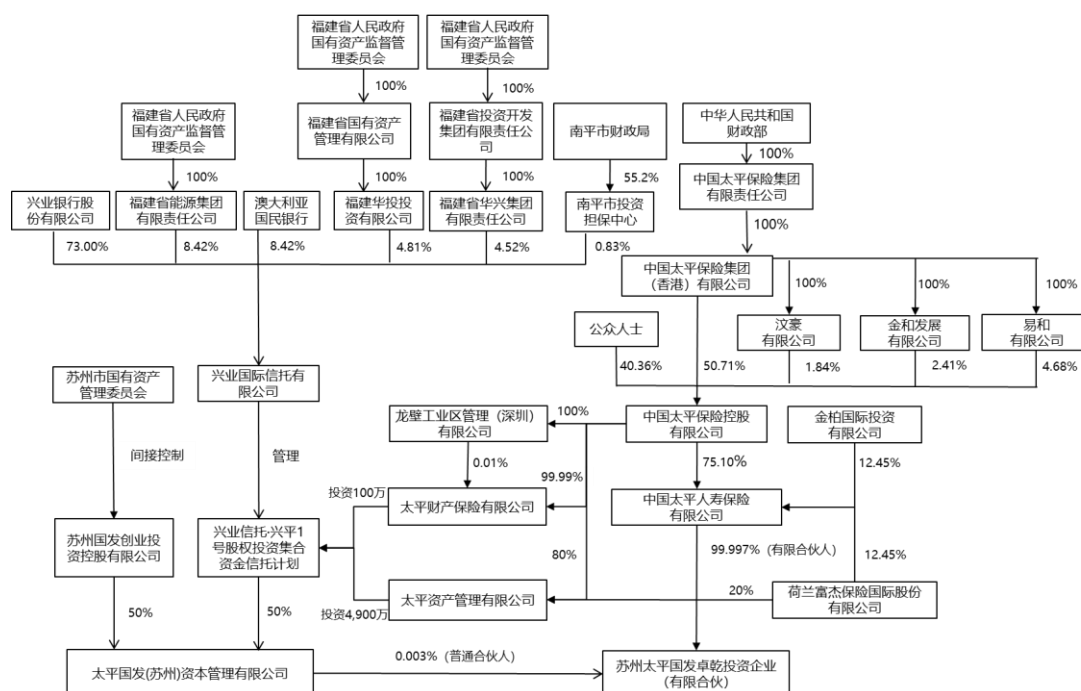 福建省人民政府
国有资产监督管
理委员会
福建省人民政府
国有资产监督管
理委员会
100%
100%
福建省人民政府
国有资产监督管
理委员会
福建省国有资产
管理有限公司
福建省投资开发
集团有限责任公
司
南平市财政局
中华人民共和国
财政部
100%
100%
100%
55.2%
100%
中国太平保险集团
有限责任公司
兴业银行股
份有限公司
福建省能源集团
有限责任公司
澳大利亚
国民银行
福建华投投
资有限公司
福建省华兴集团
有限责任公司
南平市投资
担保中心
73.00%
8.42%
8.42%
4.81%
4.52%
0.83%
100%
中国太平保险集团
（香港）有限公司
100%
100%
100%
公众人士
汶豪
有限公司
金和发展
有限公司
易和
有限公司
40.36%
50.71%
1.84%
2.41%
4.68%
苏州市国有资产
管理委员会
兴业国际信托有
限公司
龙壁工业区管理（深圳）
有限公司
100%
中国太平保险控股
有限公司
金柏国际投资
有限公司
间接控制
管理
0.01%
99.99%
75.10%
12.45%
投资100万
太平财产保险有限公司
中国太平人寿保险
有限公司
苏州国发创业投
资控股有限公司
兴业信托·兴平1
号股权投资集合
资金信托计划
80%
99.997%
(有限合伙人)
12.45%
50%
50%
投资4,900万
太平资产管理有限公司
20%
荷兰富杰保险国际股份
有限公司
太平国发(苏州)资本管理有限公司
0.003%（普通合伙人）
苏州太平国发卓乾投资企业
（有限合伙）